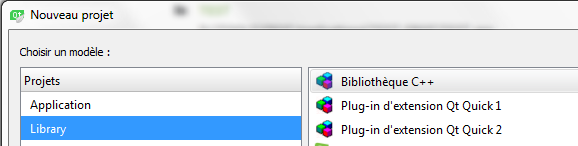 Nouveau projet
Choisir un modèle :
Projets
Application
Library
Bibliothèque C++
Plug-in d'extension Qt Quick 1
Plug-in d'extension Qt Quick 2